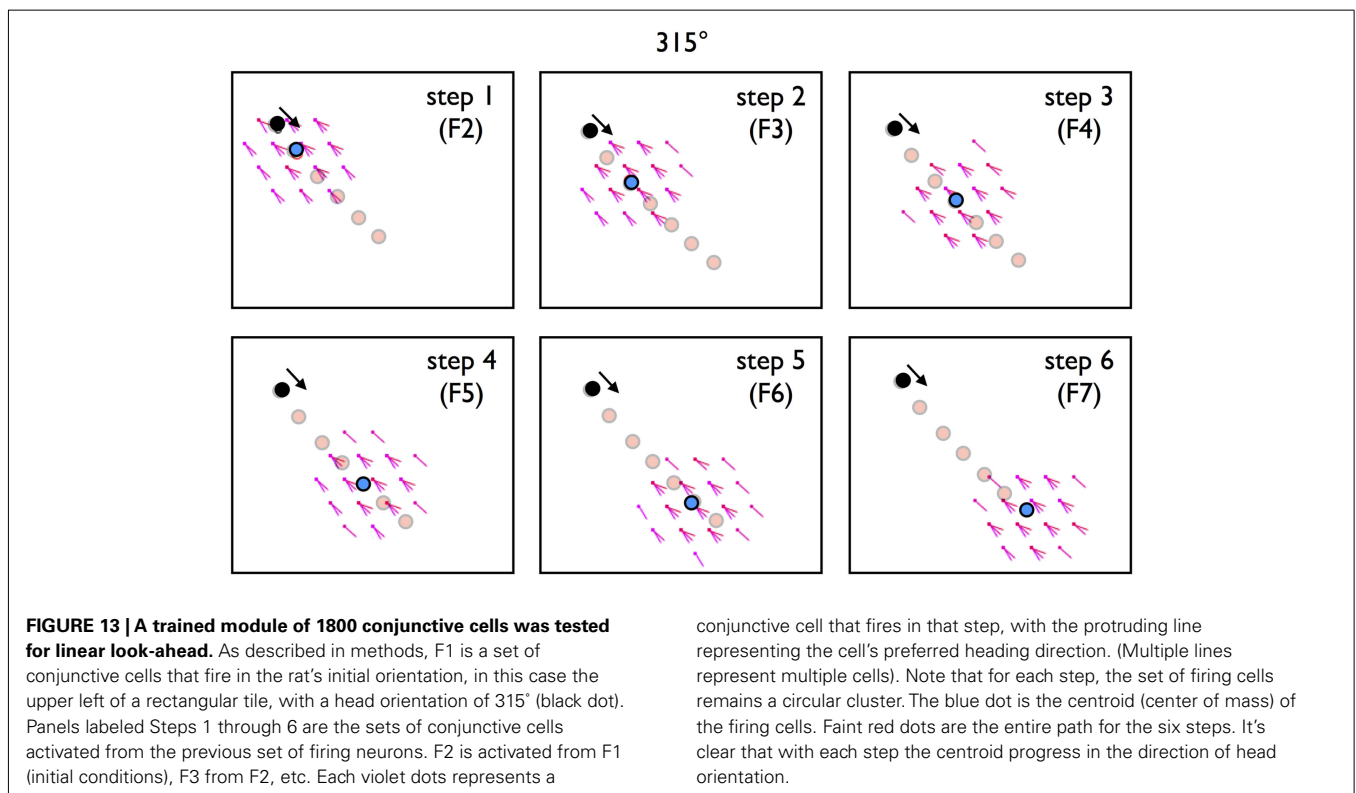 315°
step 1
(F2)
step 2
(F3)
step 3
(F4)
step 4
(F5)
step 5
(F6)
step 6
(F7)
FIGURE 13 | A trained module of 1800 conjunctive cells was tested
for linear look-ahead. As described in methods, F1 is a set of
conjunctive cells that fire in the rat's initial orientation, in this case the
upper left of a rectangular tile, with a head orientation of 315° (black dot).
Panels labeled Steps 1 through 6 are the sets of conjunctive cells
activated from the previous set of firing neurons. F2 is activated from F1
(initial conditions), F3 from F2, etc. Each violet dots represents a
conjunctive cell that fires in that step, with the protruding line
representing the cell's preferred heading direction. (Multiple lines
represent multiple cells). Note that for each step, the set of firing cells
remains a circular cluster. The blue dot is the centroid (center of mass) of
the firing cells. Faint red dots are the entire path for the six steps. It's
clear that with each step the centroid progress in the direction of head
orientation.